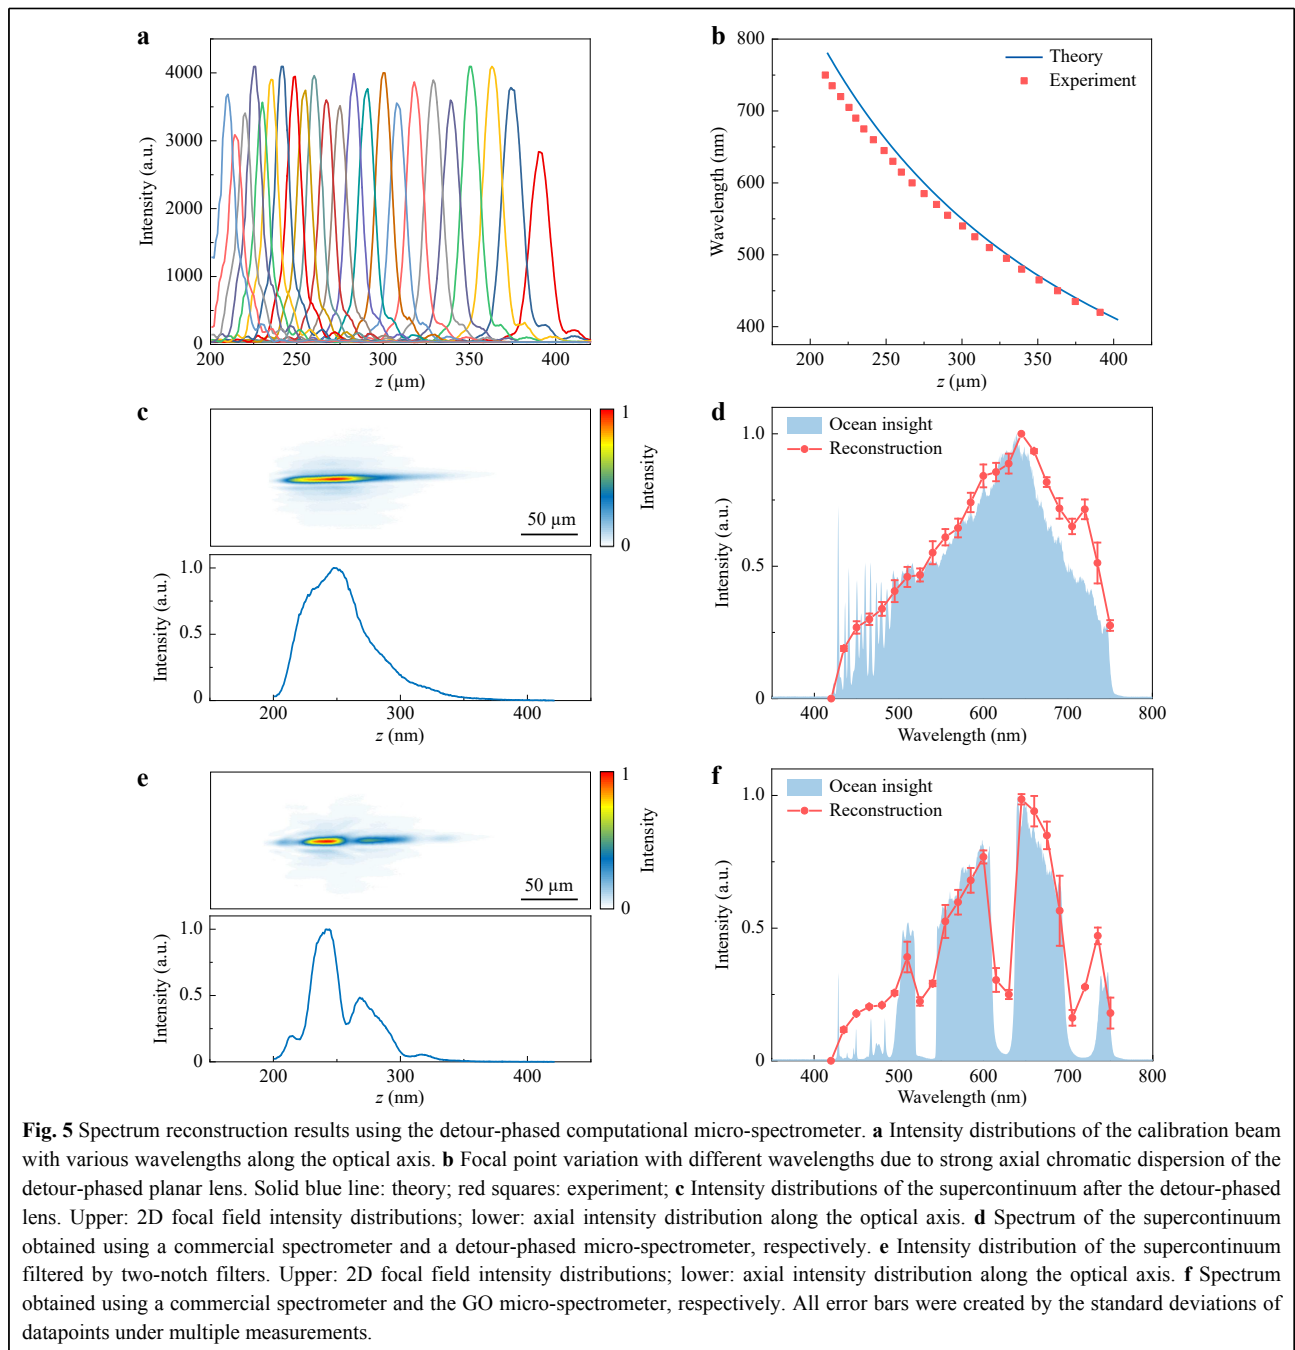 a
4000
3000
2000
1000
0
Intensity (a.u.)
200
250
300
350
400
z (µm)
b
800
700
600
500
400
Wavelength (nm)
Theory
Experiment
200
250
300
350
400
z (µm)
c
1
0
Intensity
50 µm
1.0
0.5
0
Intensity (a.u.)
200
300
400
z (nm)
d
Ocean insight
Reconstruction
1.0
0.5
0
Intensity (a.u.)
400
500
600
700
800
Wavelength (nm)
e
1
0
Intensity
50 µm
1.0
0.5
0
Intensity (a.u.)
200
300
400
z (nm)
f
Ocean insight
Reconstruction
1.0
0.5
0
Intensity (a.u.)
400
500
600
700
800
Wavelength (nm)
Fig. 5 Spectrum reconstruction results using the detour-phased computational micro-spectrometer. a Intensity distributions of the calibration beam
with various wavelengths along the optical axis. b Focal point variation with different wavelengths due to strong axial chromatic dispersion of the
detour-phased planar lens. Solid blue line: theory; red squares: experiment; c Intensity distributions of the supercontinuum after the detour-phased
lens. Upper: 2D focal field intensity distributions; lower: axial intensity distribution along the optical axis. d Spectrum of the supercontinuum
obtained using a commercial spectrometer and a detour-phased micro-spectrometer, respectively. e Intensity distribution of the supercontinuum
filtered by two-notch filters. Upper: 2D focal field intensity distributions; lower: axial intensity distribution along the optical axis. f Spectrum
obtained using a commercial spectrometer and the GO micro-spectrometer, respectively. All error bars were created by the standard deviations of
datapoints under multiple measurements.